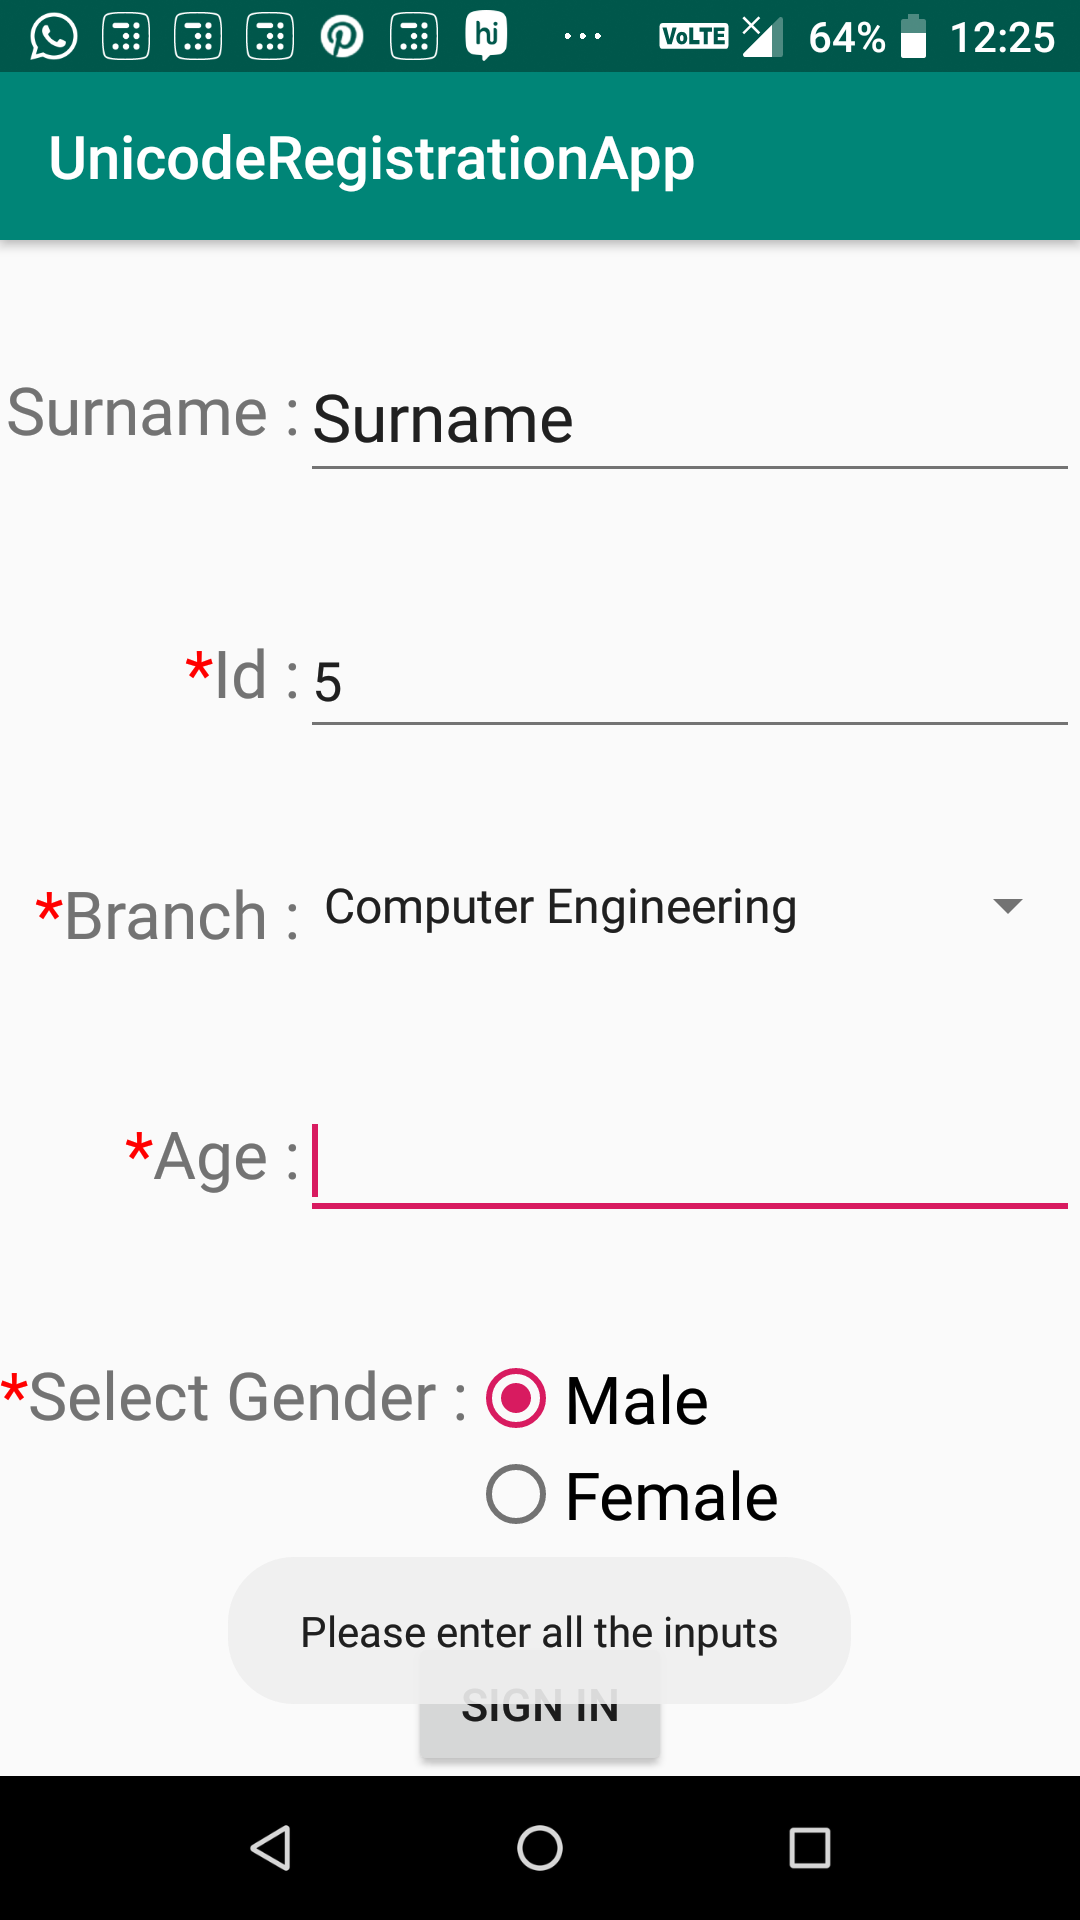 hi ... VoLTE 64% 12:25
UnicodeRegistrationApp
Surname : Surname
*Id : 5
*Branch : Computer Engineering
*Age :
*Select Gender : Male
Female
Please enter all the inputs
SIGN IN